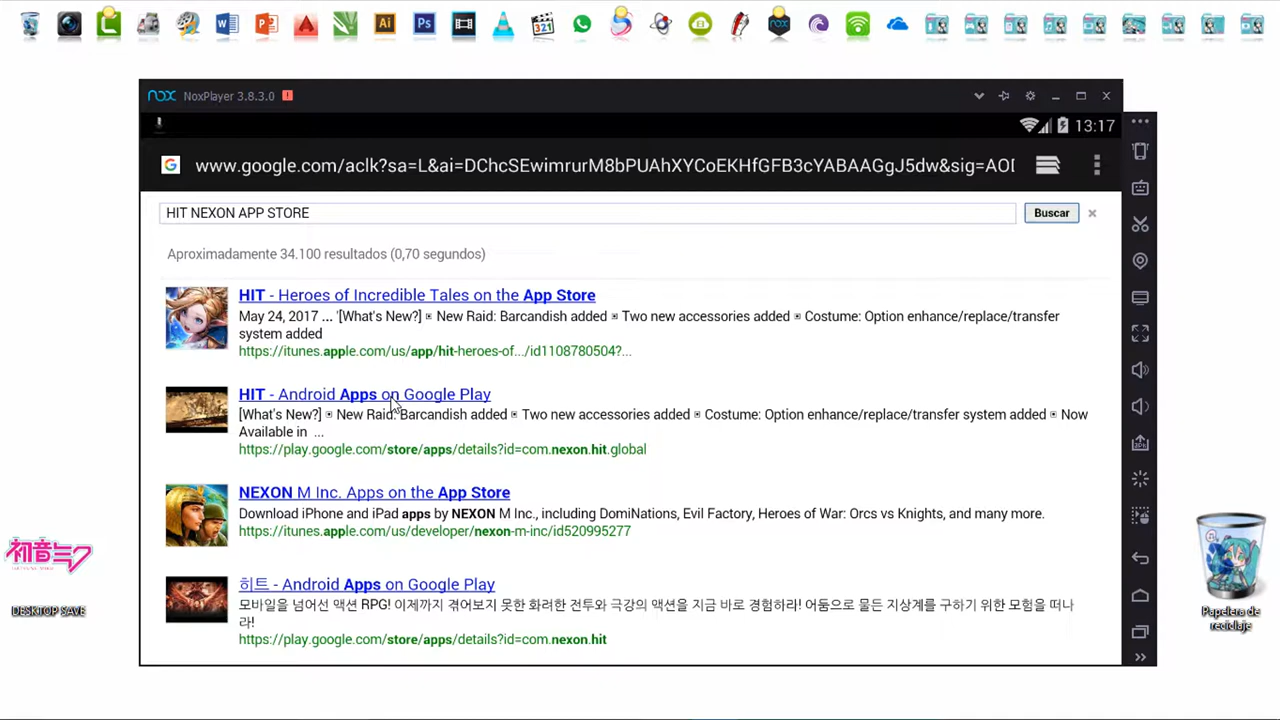 nox NoxPlayer 3.8.3.0
13:17
www.google.com/aclk?sa=L&ai=DChcSEwimrurM8bPUAhXYCoEKHfGFB3cYABAAGgJ5dw&sig=AOD
HIT NEXON APP STORE
Buscar
Aproximadamente 34.100 resultados (0,70 segundos)
HIT - Heroes of Incredible Tales on the App Store
May 24, 2017 ... '[What's New?] ▣ New Raid: Barcandish added ▣ Two new accessories added ▣ Costume: Option enhance/replace/transfer
system added
https://itunes.apple.com/us/app/hit-heroes-of.../id1108780504?...
HIT - Android Apps on Google Play
[What's New?] ▣ New Raid: Barcandish added ▣ Two new accessories added ▣ Costume: Option enhance/replace/transfer system added ▣ Now
Available in ...
https://play.google.com/store/apps/details?id=com.nexon.hit.global
NEXON M Inc. Apps on the App Store
Download iPhone and iPad apps by NEXON M Inc., including DomiNations, Evil Factory, Heroes of War: Orcs vs Knights, and many more.
https://itunes.apple.com/us/developer/nexon-m-inc/id520995277
히트 - Android Apps on Google Play
모바일을 넘어선 액션 RPG! 이제까지 겪어보지 못한 화려한 전투와 극강의 액션을 지금 바로 경험하라! 어둠으로 물든 지상계를 구하기 위한 모험을 떠나
라!
https://play.google.com/store/apps/details?id=com.nexon.hit
初音ミク
DESKTOP SAVE
Papelera de
reciclaje
Ai
Ps
321